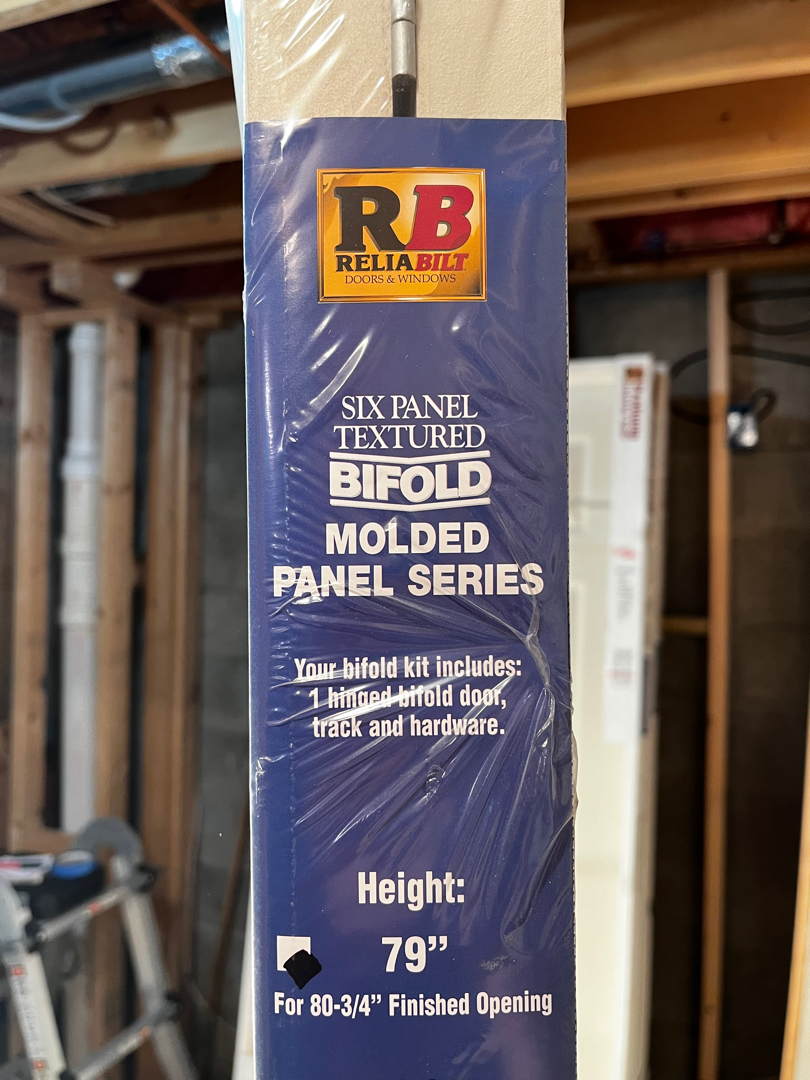 RB
RELIABILT
DOORS & WINDOWS
SIX PANEL
TEXTURED
BIFOLD
MOLDED
PANEL SERIES
Your bifold kit includes:
1 hinged bifold door,
track and hardware.
Height:
79”
For 80-3/4” Finished Opening